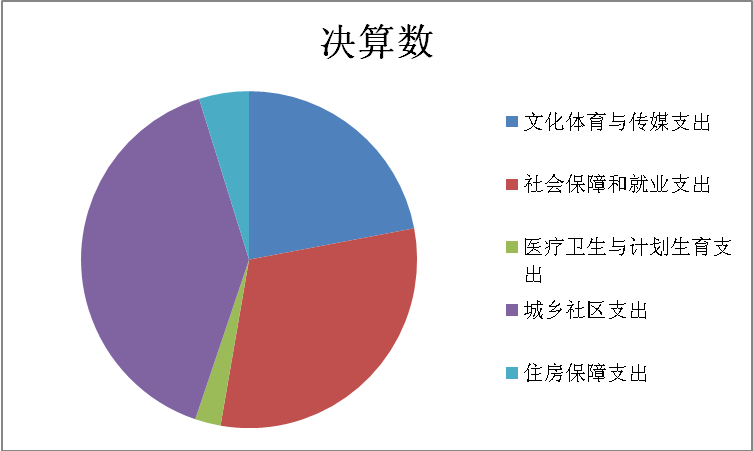 决算数
文化体育与传媒支出
社会保障和就业支出
医疗卫生与计划生育支
出
城乡社区支出
住房保障支出